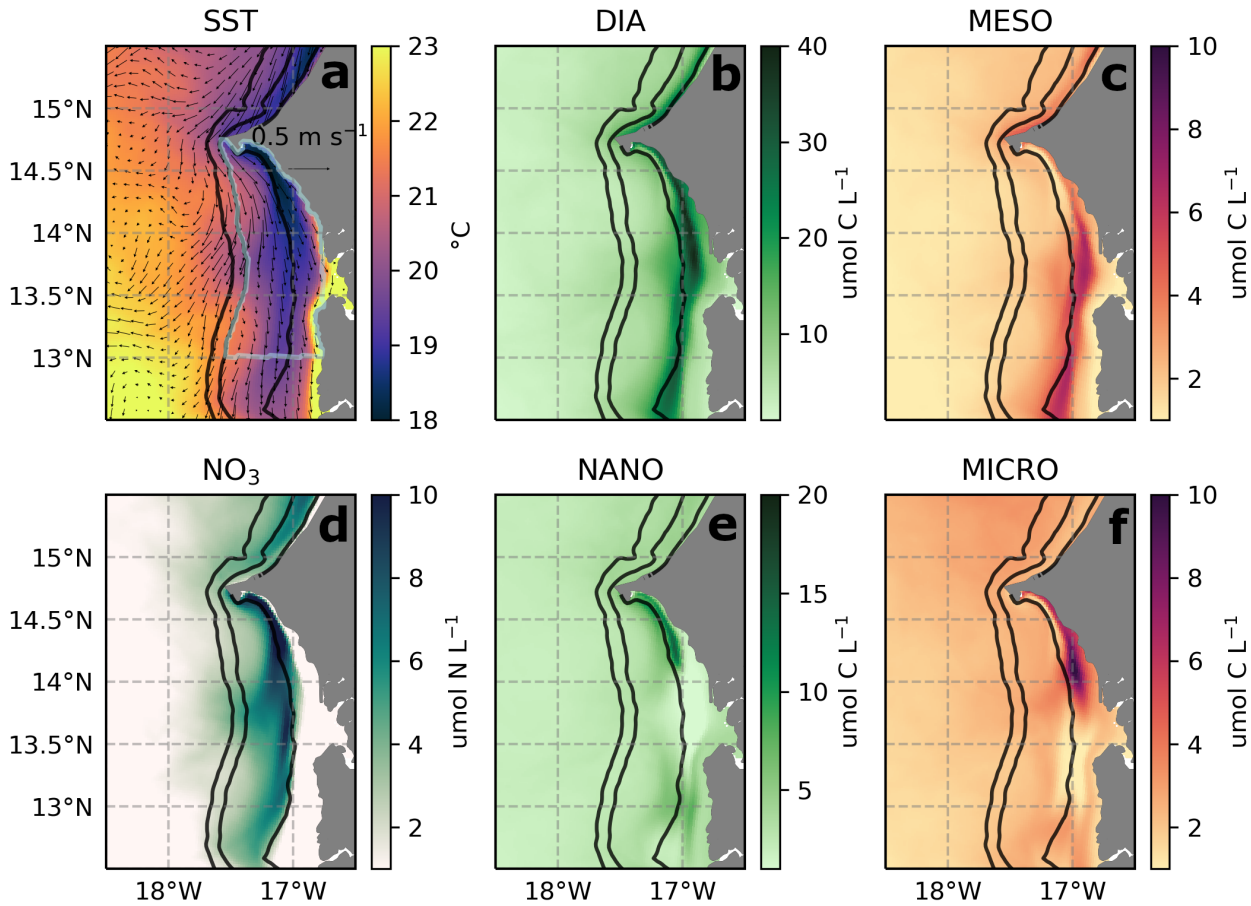 SST
DIA
MESO
a
b
c
0.5 m s⁻¹
15°N
14.5°N
14°N
13.5°N
13°N
23
22
21
20
19
18
°C
40
30
20
10
umol C L⁻¹
10
8
6
4
2
umol C L⁻¹
NO₃
NANO
MICRO
d
e
f
15°N
14.5°N
14°N
13.5°N
13°N
18°W
17°W
10
8
6
4
2
umol N L⁻¹
18°W
17°W
20
15
10
5
umol C L⁻¹
18°W
17°W
10
8
6
4
2
umol C L⁻¹